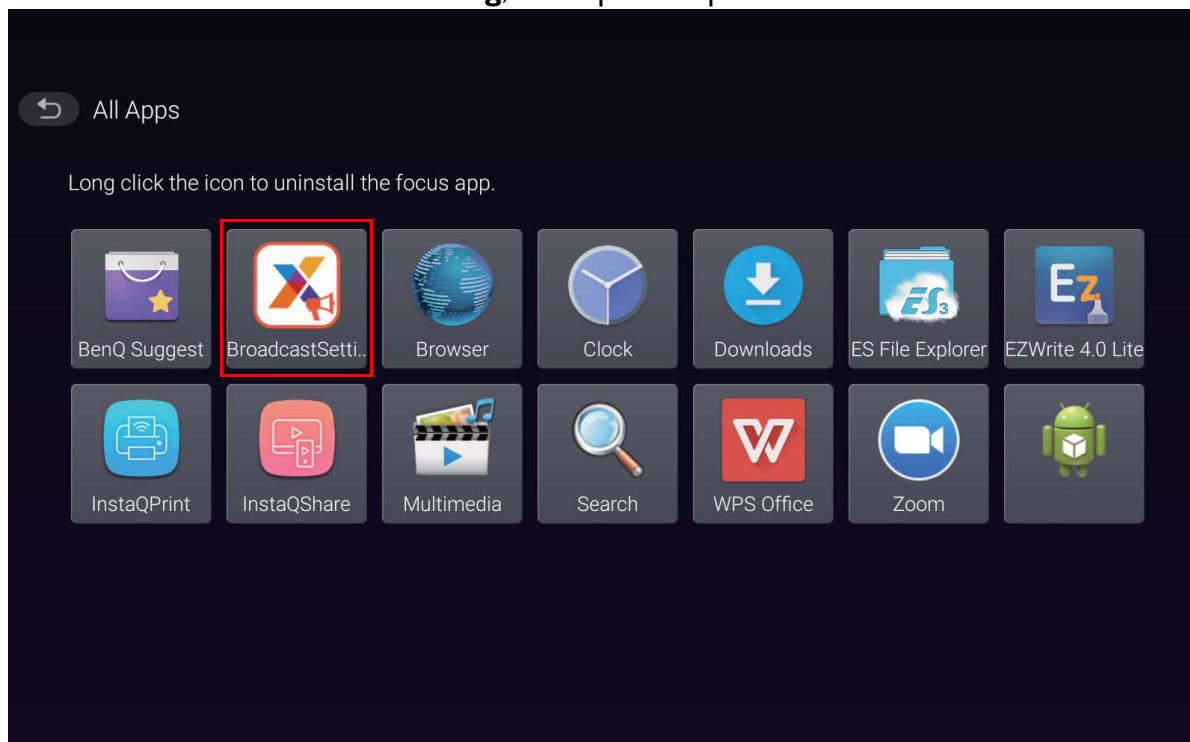 All Apps
Long click the icon to uninstall the focus app.
BenQ Suggest BroadcastSetti.. Browser Clock Downloads ES File Explorer EZWrite 4.0 Lite
InstaQPrint InstaQShare Multimedia Search WPS Office Zoom